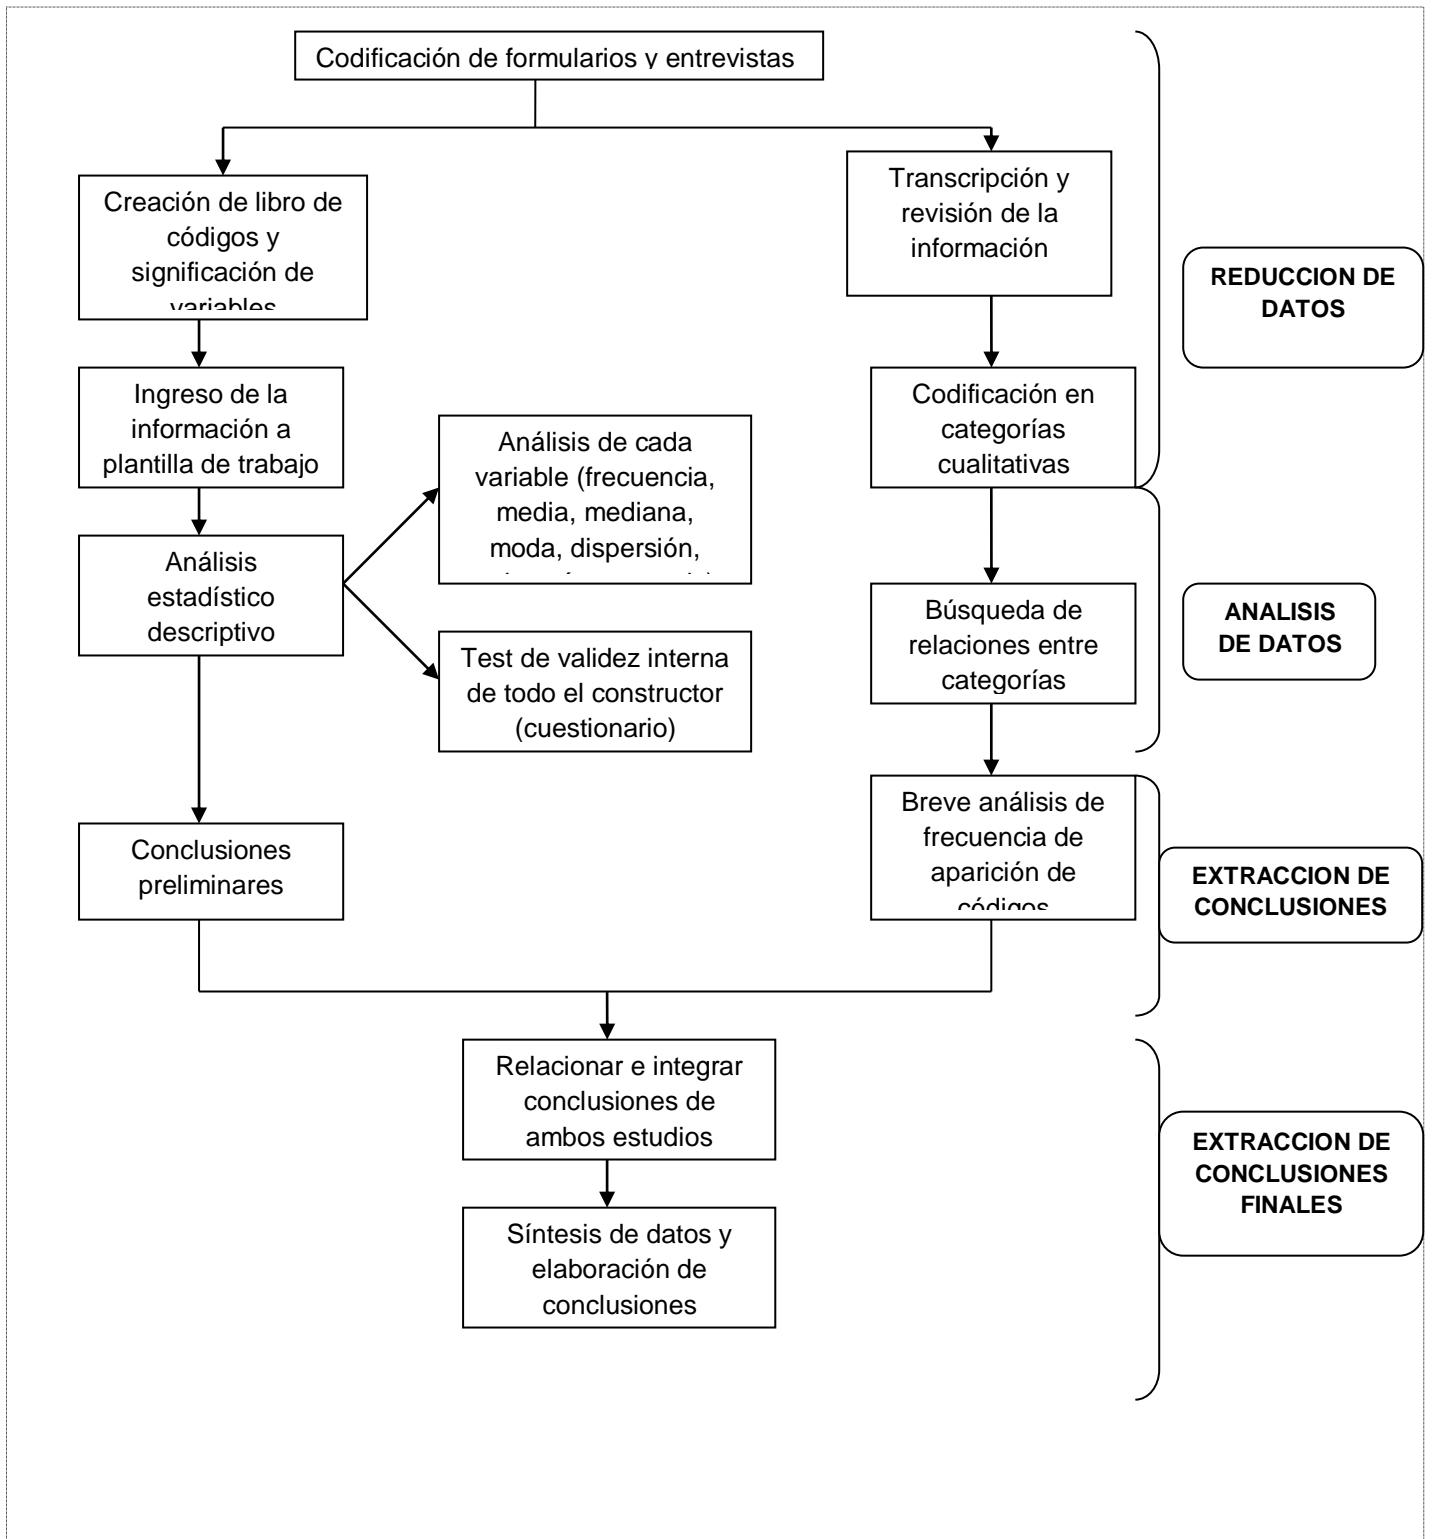 Codificación de formularios y entrevistas
Creación de libro de
códigos y
significación de
variables
Ingreso de la
información a
plantilla de trabajo
Análisis
estadístico
descriptivo
Conclusiones
preliminares
Análisis de cada
variable (frecuencia,
media, mediana,
moda, dispersión,
Test de validez interna
de todo el constructor
(cuestionario)
Transcripción y
revisión de la
información
Codificación en
categorías
cualitativas
Búsqueda de
relaciones entre
categorías
Breve análisis de
frecuencia de
aparición de
códigos
Relacionar e integrar
conclusiones de
ambos estudios
Síntesis de datos y
elaboración de
conclusiones
REDUCCION DE
DATOS
ANALISIS
DE DATOS
EXTRACCION DE
CONCLUSIONES
EXTRACCION DE
CONCLUSIONES
FINALES